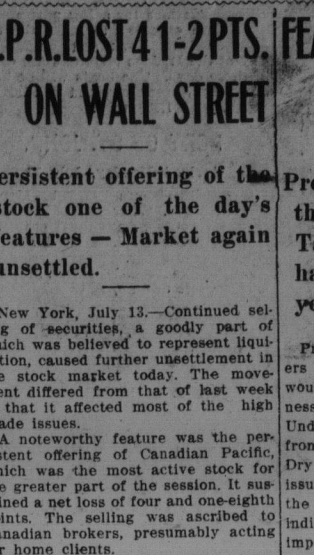 .P.R. LOST 4 1-2 PTS.
ON WALL STREET
ersistent offering of the
stock one of the day's
eatures — Market again
unsettled.
New York, July 13.—Continued sel-
g of securities, a goodly part of
hich was believed to represent liqui-
tion, caused further unsettlement in
e stock market today. The move-
ent differed from that of last week
that it affected most of the high
ade issues.
A noteworthy feature was the per-
stent offering of Canadian Pacific,
hich was the most active stock for
e greater part of the session. It sus-
ined a net loss of four and one-eighth
ints. The selling was ascribed to
anadian brokers, presumably acting
r home clients.
FEA
Pro
th
T
ha
ye
Pr
ers
wou
ness
Und
from
Dry
issu
the
indi
imp